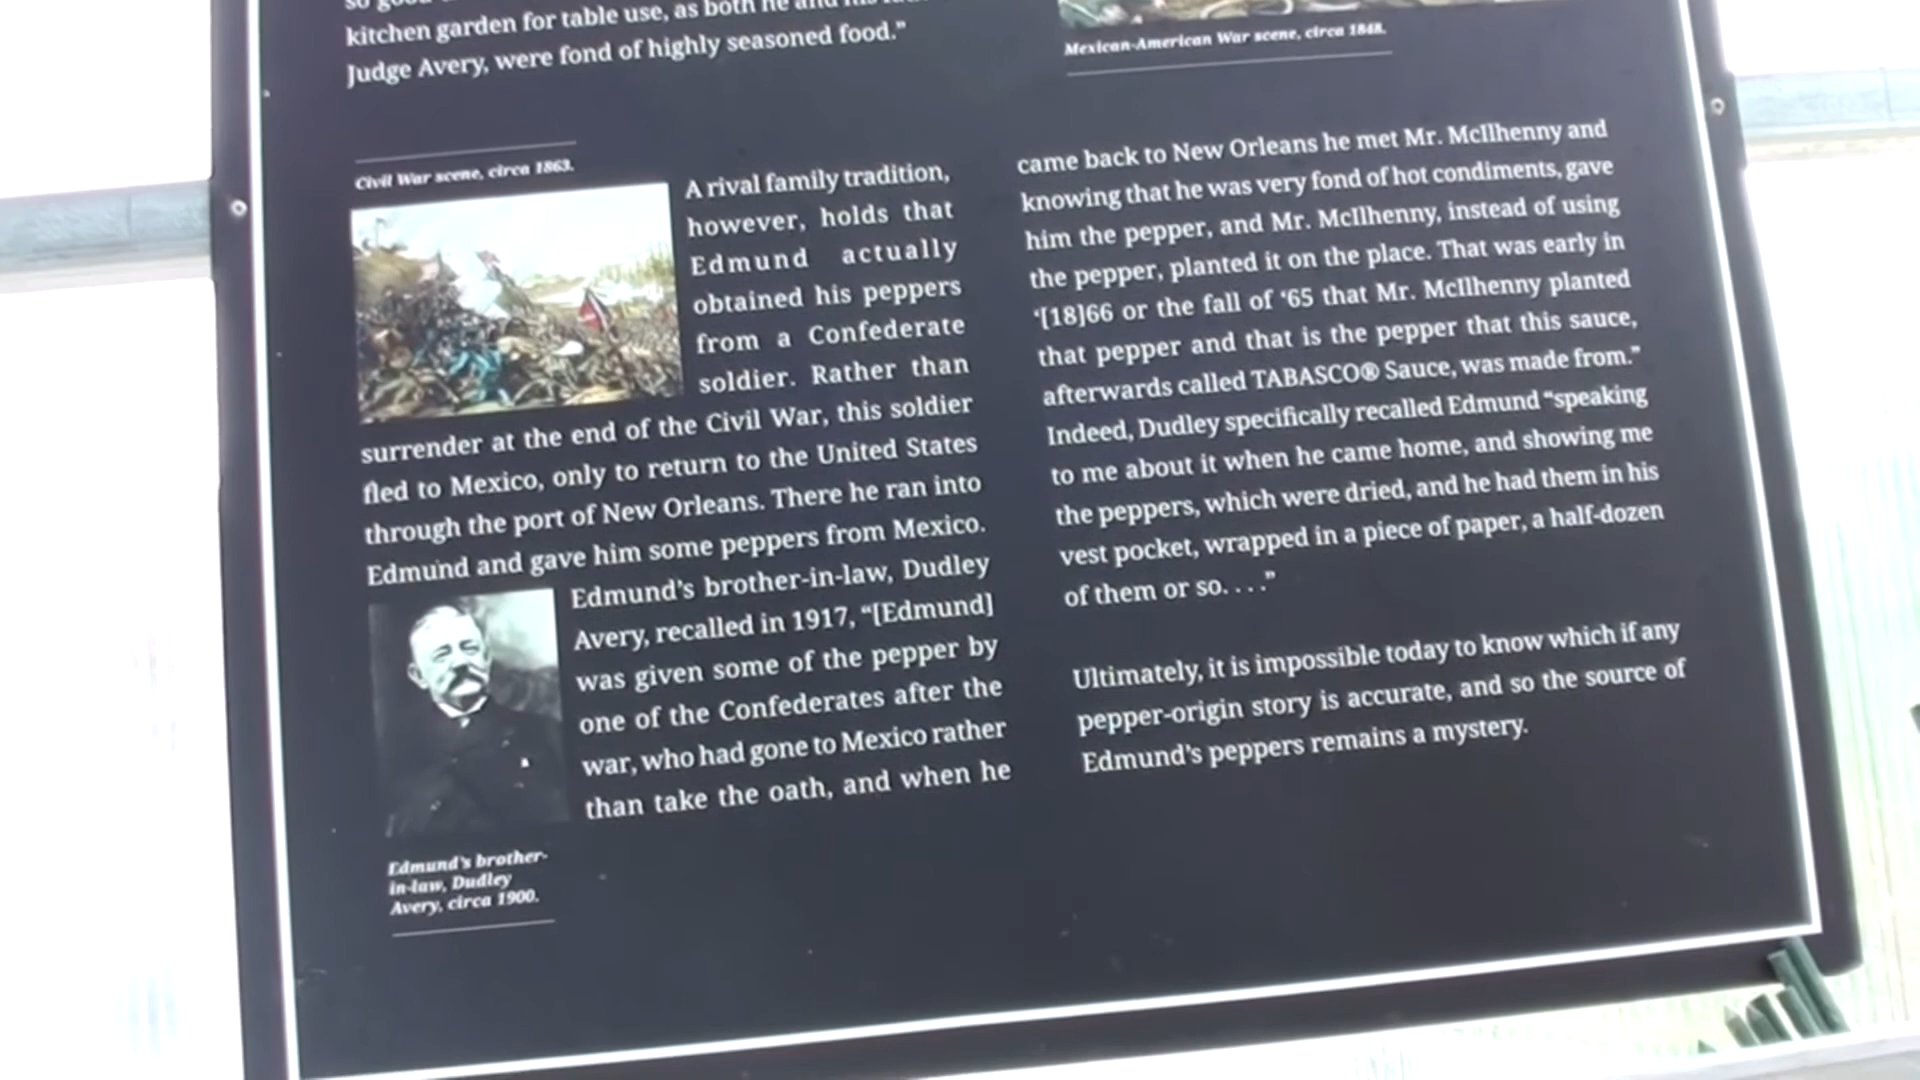 kitchen garden for table use, as both he and his
Judge Avery, were fond of highly seasoned food.”
Civil War scene, circa 1863.
A rival family tradition,
however, holds that
Edmund actually
obtained his peppers
from a Confederate
soldier. Rather than
surrender at the end of the Civil War, this soldier
fled to Mexico, only to return to the United States
through the port of New Orleans. There he ran into
Edmund and gave him some peppers from Mexico.
Edmund’s brother-in-law, Dudley
Avery, recalled in 1917, “[Edmund]
was given some of the pepper by
one of the Confederates after the
war, who had gone to Mexico rather
than take the oath, and when he
Edmund’s brother-
in-law, Dudley
Avery, circa 1900.
Mexican-American War scene, circa 1848.
came back to New Orleans he met Mr. McIlhenny and
knowing that he was very fond of hot condiments, gave
him the pepper, and Mr. McIlhenny, instead of using
the pepper, planted it on the place. That was early in
‘[18]66 or the fall of ‘65 that Mr. McIlhenny planted
that pepper and that is the pepper that this sauce,
afterwards called TABASCO® Sauce, was made from.”
Indeed, Dudley specifically recalled Edmund “speaking
to me about it when he came home, and showing me
the peppers, which were dried, and he had them in his
vest pocket, wrapped in a piece of paper, a half-dozen
of them or so. . . .”
Ultimately, it is impossible today to know which if any
pepper-origin story is accurate, and so the source of
Edmund’s peppers remains a mystery.